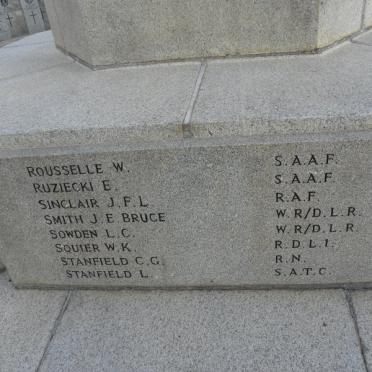 ROUSSELLE W. S.A.A.F.
RUZIECKI E. S.A.A.F.
SINCLAIR J.F.L. R.A.F.
SMITH J.E. BRUCE W.R/D.L.R.
SOWDEN L.C. W.R/D.L.R.
SQUIER W.K. R.D.L.I.
STANFIELD C.G. R.N.
STANFIELD L. S.A.T.C.